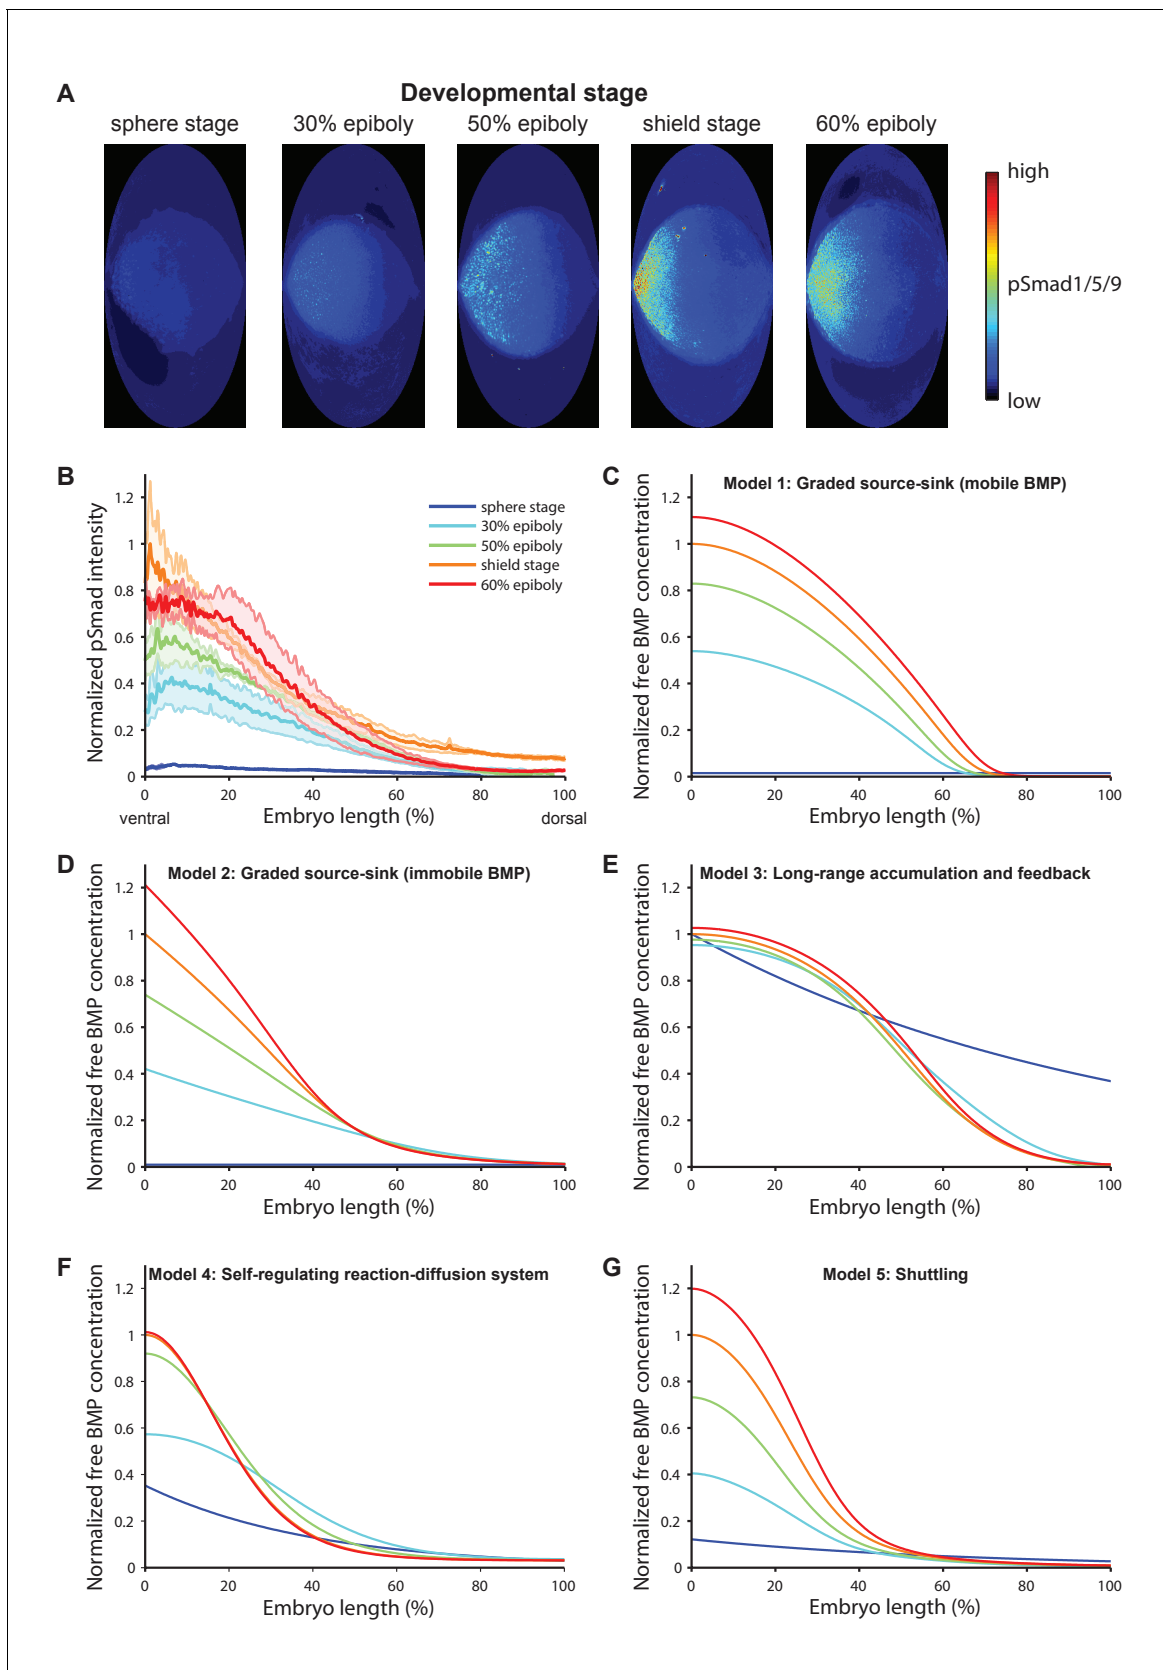 A
Developmental stage
sphere stage
30% epiboly
50% epiboly
shield stage
60% epiboly
high
pSmad1/5/9
low
B
Normalized pSmad intensity
1.2
1
0.8
0.6
0.4
0.2
0
sphere stage
30% epiboly
50% epiboly
shield stage
60% epiboly
0 20 40 60 80 100
ventral
Embryo length (%)
dorsal
C
Model 1: Graded source-sink (mobile BMP)
Normalized free BMP concentration
1.2
1
0.8
0.6
0.4
0.2
0
0 20 40 60 80 100
Embryo length (%)
D
Model 2: Graded source-sink (immobile BMP)
Normalized free BMP concentration
1.2
1
0.8
0.6
0.4
0.2
0
0 20 40 60 80 100
Embryo length (%)
E
Model 3: Long-range accumulation and feedback
Normalized free BMP concentration
1.2
1
0.8
0.6
0.4
0.2
0
0 20 40 60 80 100
Embryo length (%)
F
Model 4: Self-regulating reaction-diffusion system
Normalized free BMP concentration
1.2
1
0.8
0.6
0.4
0.2
0
0 20 40 60 80 100
Embryo length (%)
G
Model 5: Shuttling
Normalized free BMP concentration
1.2
1
0.8
0.6
0.4
0.2
0
0 20 40 60 80 100
Embryo length (%)